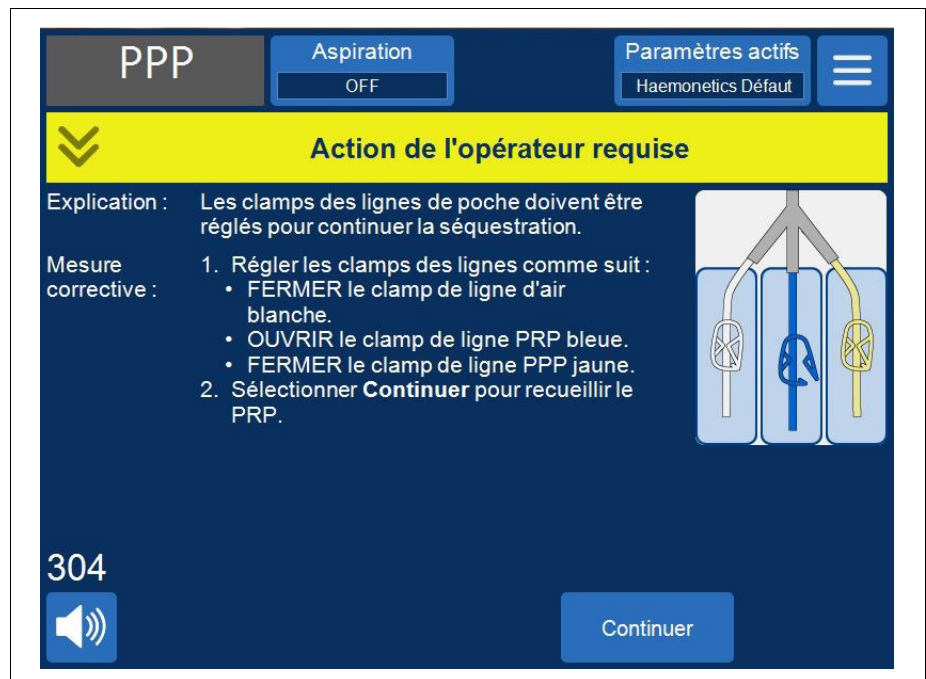 PPP
Aspiration
OFF
Paramètres actifs
Haemonetics Défaut
Action de l'opérateur requise
Explication :
Les clamps des lignes de poche doivent être
réglés pour continuer la séquestration.
Mesure
corrective :
1. Régler les clamps des lignes comme suit :
• FERMER le clamp de ligne d'air
blanche.
• OUVRIR le clamp de ligne PRP bleue.
• FERMER le clamp de ligne PPP jaune.
2. Sélectionner Continuer pour recueillir le
PRP.
304
Continuer